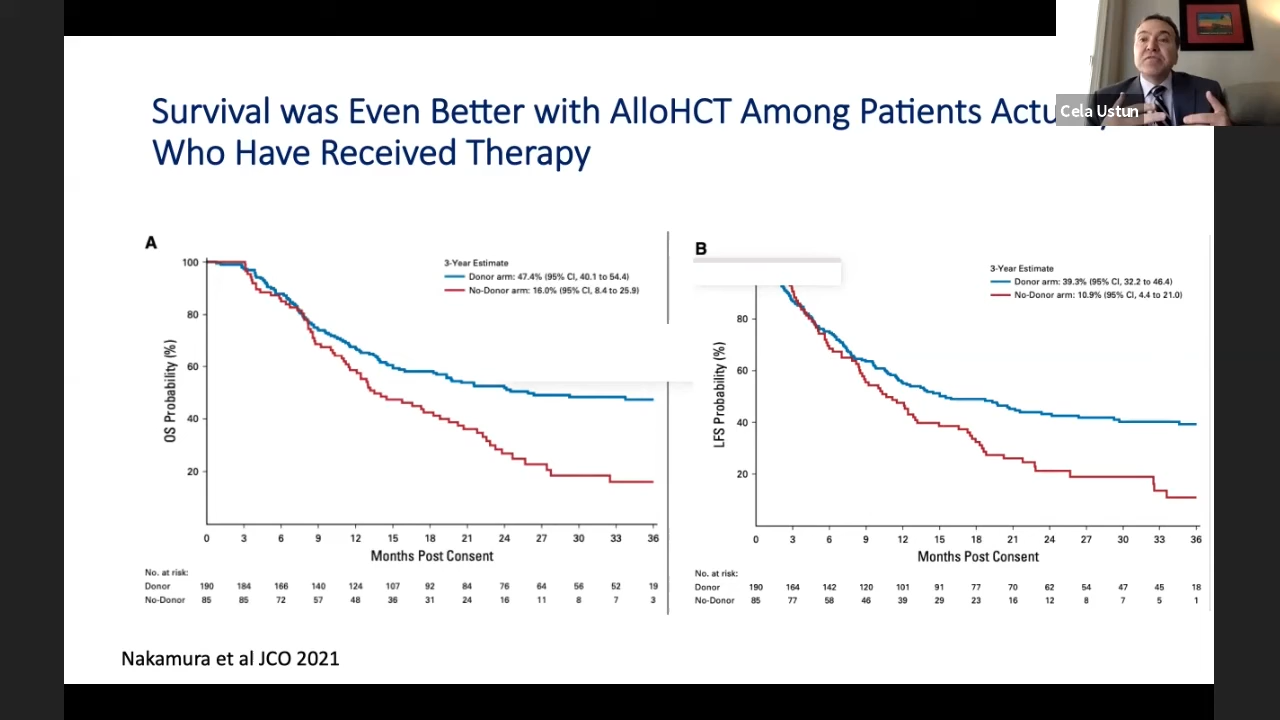 Cela Ustun
Survival was Even Better with AlloHCT Among Patients
Who Have Received Therapy
A
3-Year Estimate
Donor arm: 47.4% (95% CI, 40.1 to 54.4)
No-Donor arm: 16.0% (95% CI, 8.4 to 25.9)
100
80
60
40
20
OS Probability (%)
0 3 6 9 12 15 18 21 24 27 30 33 36
Months Post Consent
No. at risk:
Donor 190 184 166 140 124 107 92 84 76 64 56 52 19
No-Donor 85 85 72 57 48 36 31 24 16 11 8 7 3
B
3-Year Estimate
Donor arm: 39.3% (95% CI, 32.2 to 46.4)
No-Donor arm: 10.9% (95% CI, 4.4 to 21.0)
80
60
40
20
LFS Probability (%)
0 3 6 9 12 15 18 21 24 27 30 33 36
Months Post Consent
No. at risk:
Donor 190 164 142 120 101 91 77 70 62 54 47 45 18
No-Donor 85 77 58 46 39 29 23 16 12 8 7 5 1
Nakamura et al JCO 2021